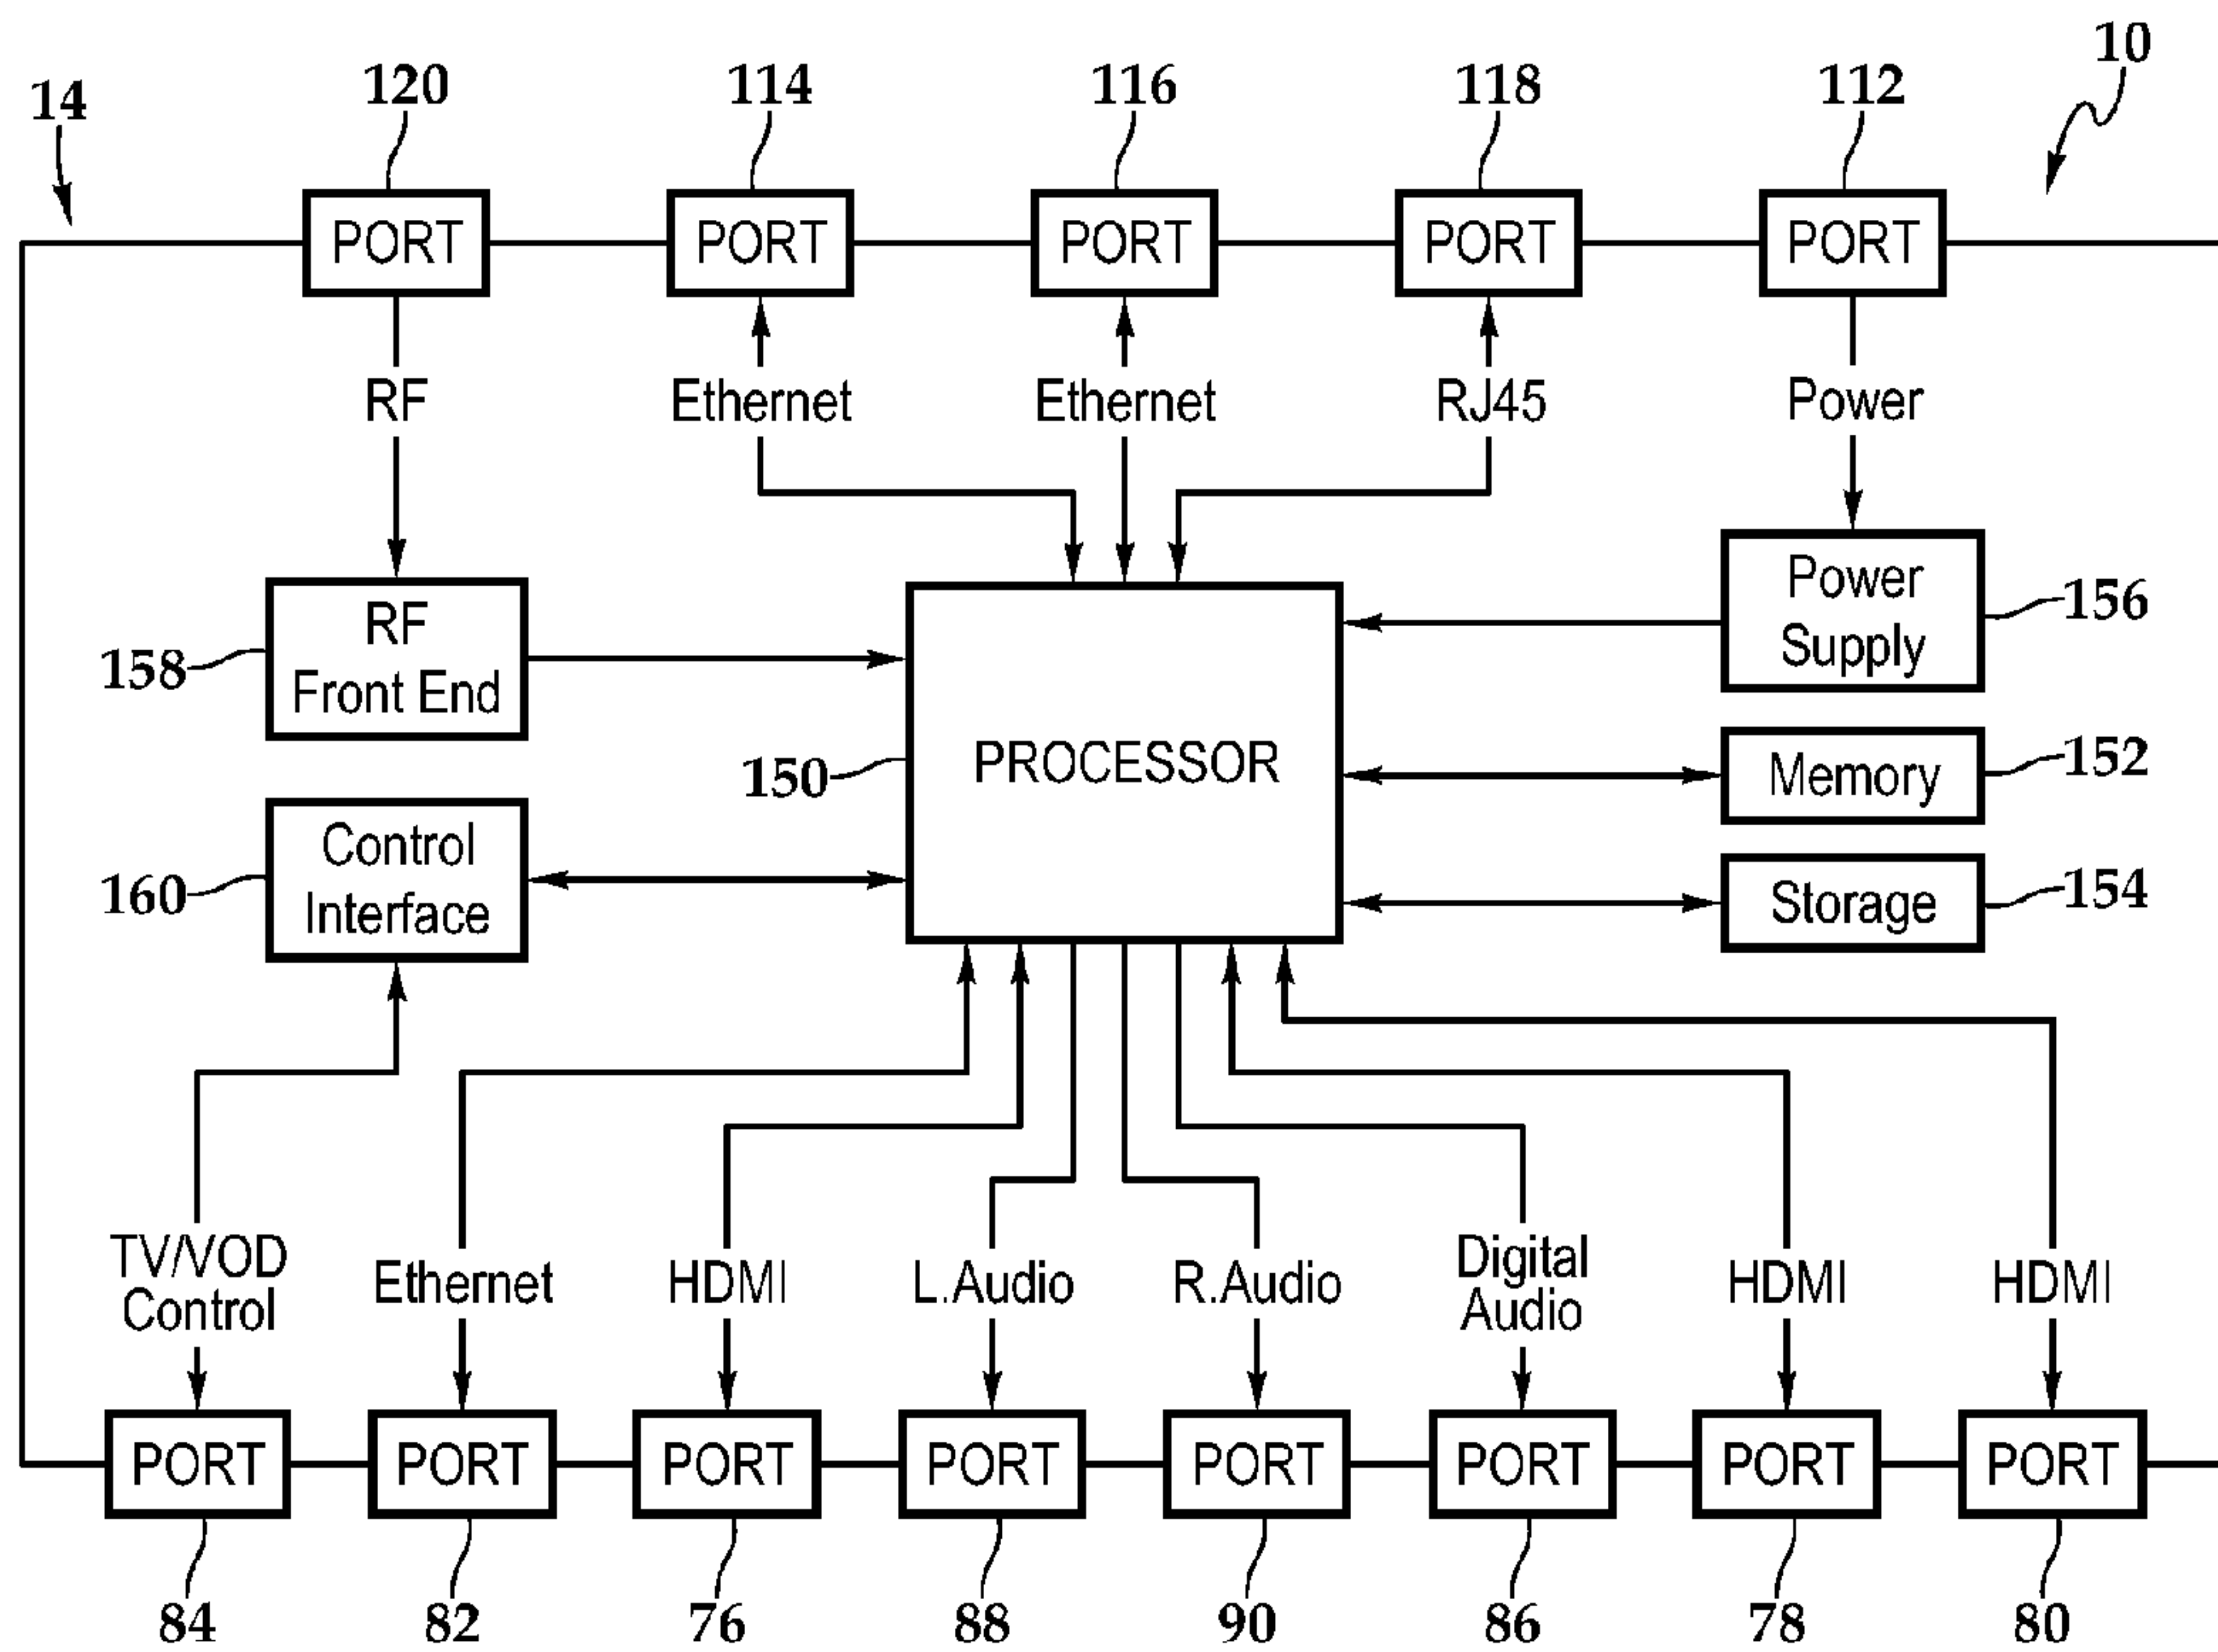 10
14
120
114
116
118
112
PORT
PORT
PORT
PORT
PORT
RF
Ethernet
Ethernet
RJ45
Power
RF
Front End
158
Power
Supply
156
PROCESSOR
150
Memory
152
Control
Interface
160
Storage
154
TV/VOD
Control
Ethernet
HDMI
L.Audio
R.Audio
Digital
Audio
HDMI
HDMI
PORT
PORT
PORT
PORT
PORT
PORT
PORT
PORT
84
82
76
88
90
86
78
80